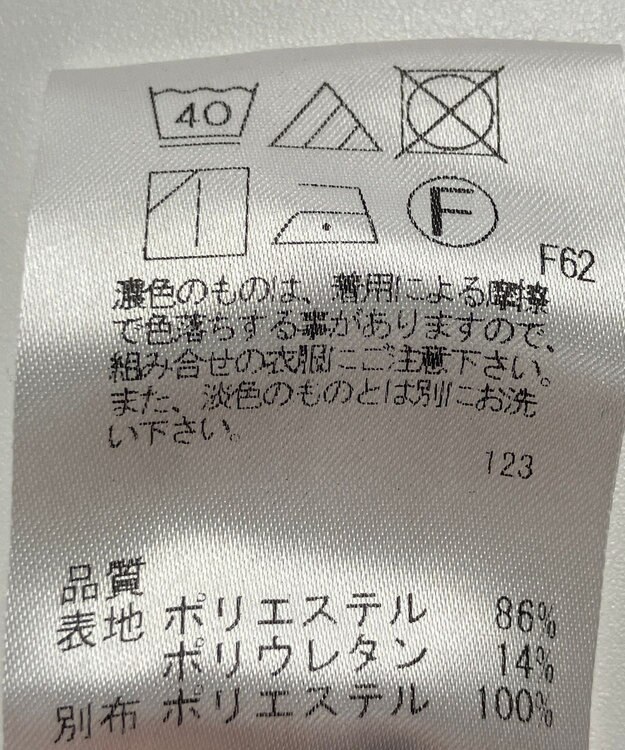 40
F
F62
濃色のものは、着用による摩擦
で色落ちする事がありますので、
組み合せの衣服にご注意下さい。
また、淡色のものとは別にお洗
い下さい。
123
品質
表地 ポリエステル 86%
ポリウレタン 14%
別布 ポリエステル 100%